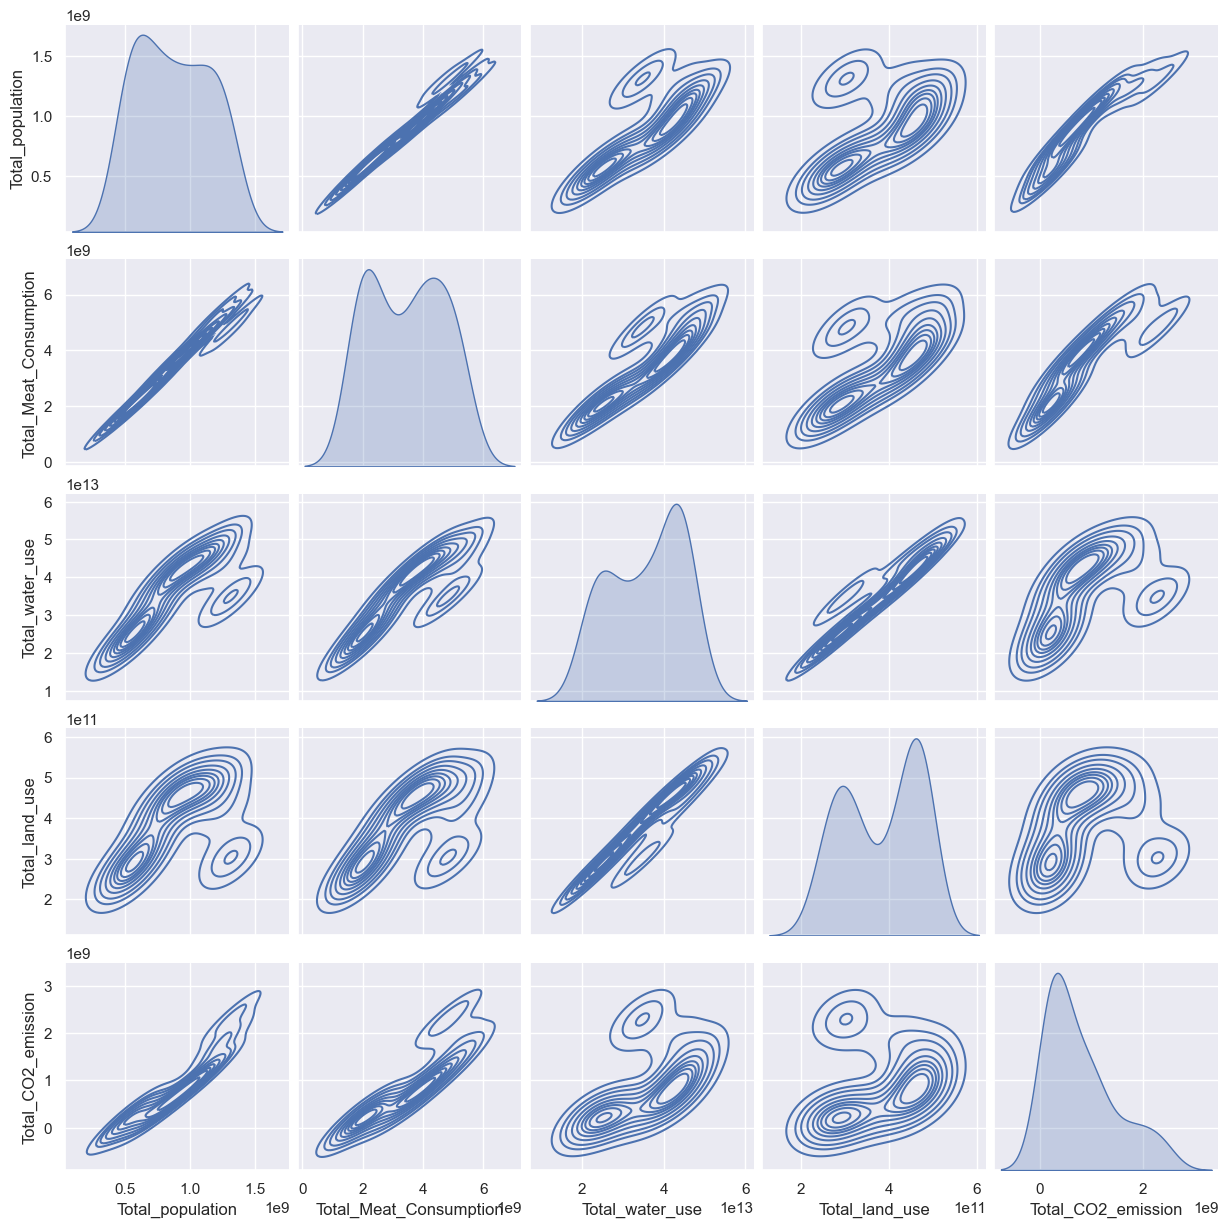 1e9
1.5
1.0
0.5
Total_population
1e9
6
4
2
0
Total_Meat_Consumption
1e13
6
5
4
3
2
1
Total_water_use
1e11
6
5
4
3
2
Total_land_use
1e9
3
2
1
0
Total_CO2_emission
0.5 1.0 1.5 0 2 4 6 2 4 6 2 4 6 0 2
Total_population 1e9 Total_Meat_Consumption 1e9 Total_water_use 1e13 Total_land_use 1e11 Total_CO2_emission 1e9